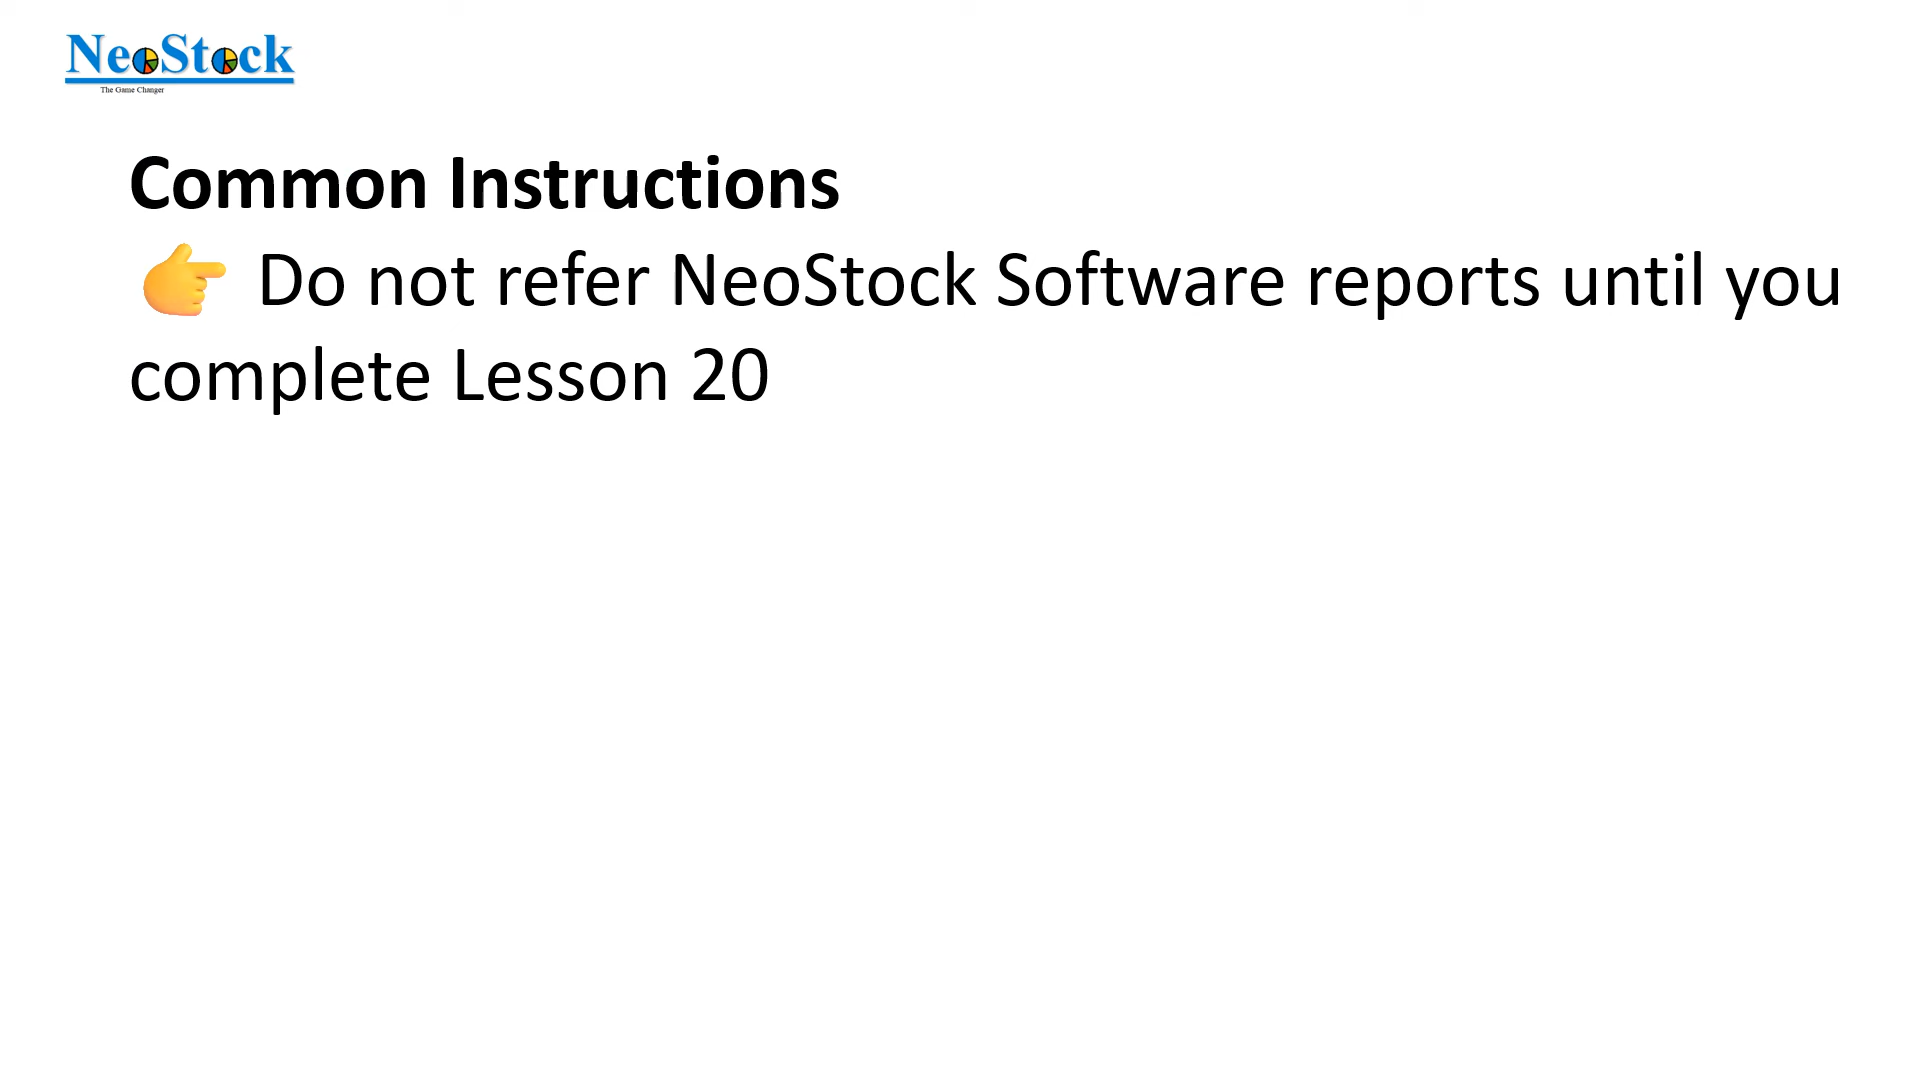 NeoStock
The Game Changer
Common Instructions
👉 Do not refer NeoStock Software reports until you
complete Lesson 20